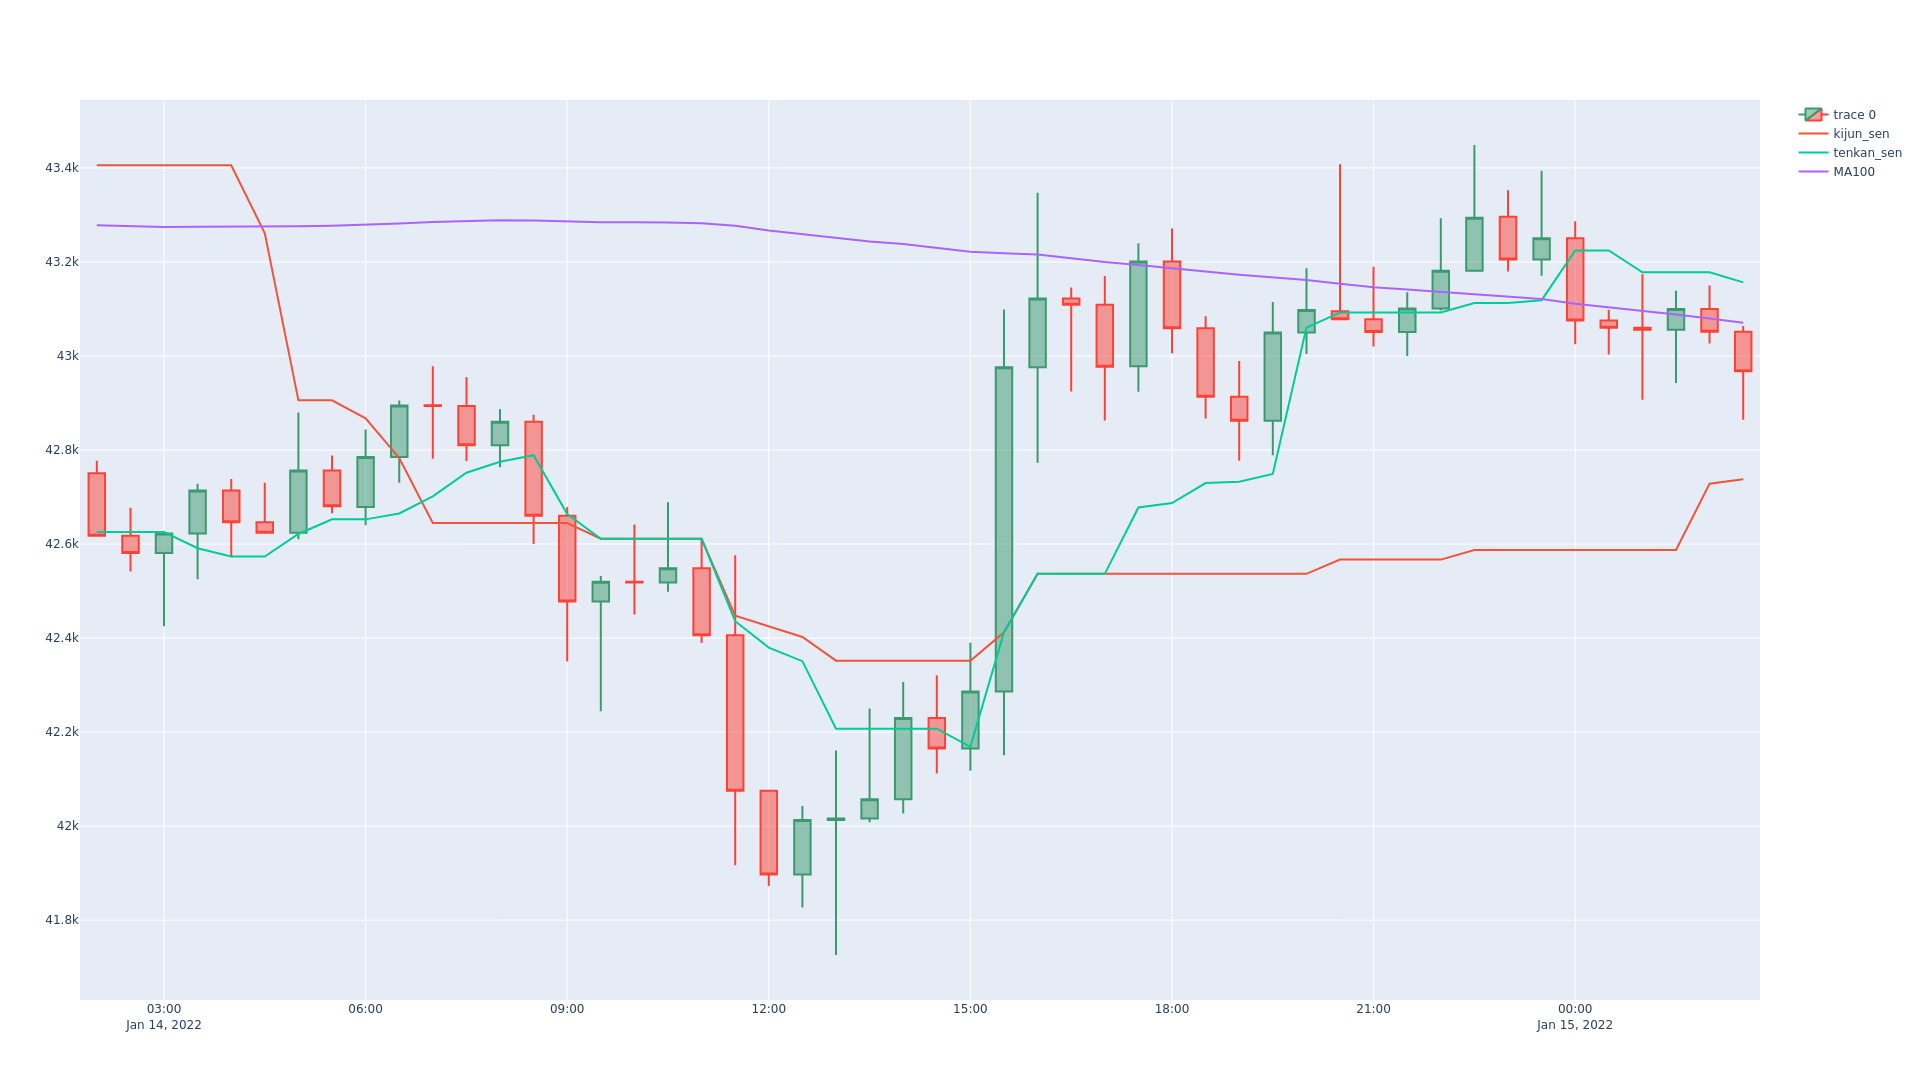 trace 0
kijun_sen
tenkan_sen
MA100
43.4k
43.2k
43k
42.8k
42.6k
42.4k
42.2k
42k
41.8k
03:00 06:00 09:00 12:00 15:00 18:00 21:00 00:00
Jan 14, 2022 Jan 15, 2022